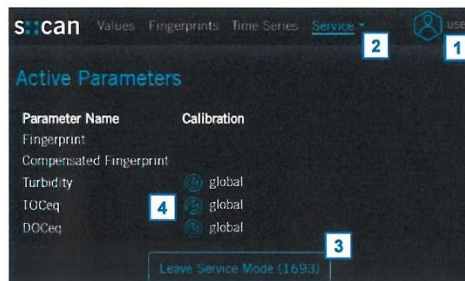 s::can Values Fingerprints Time Series Service use
2
1
Active Parameters
Parameter Name Calibration
Fingerprint
Compensated Fingerprint
Turbidity global
TOCeq 4 global
DOCeq global
3
Leave Service Mode (1693)